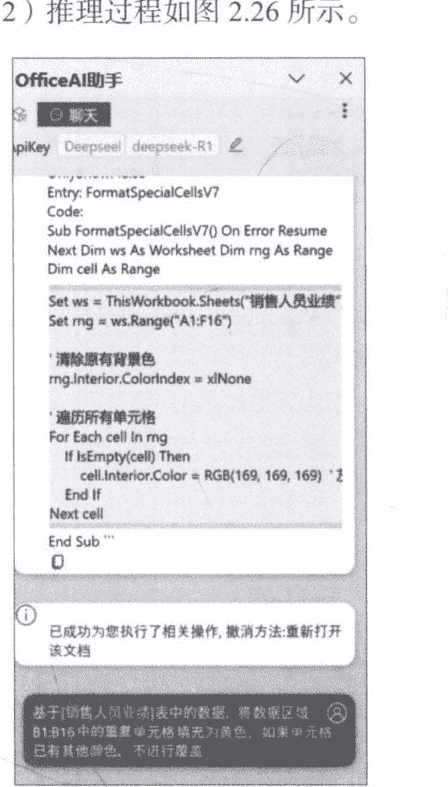 2）推理过程如图 2.26 所示。
OfficeAI助手
聊天
piKey Deepseel deepseek-R1
Entry: FormatSpecialCellsV7
Code:
Sub FormatSpecialCellsV7() On Error Resume
Next Dim ws As Worksheet Dim rng As Range
Dim cell As Range
Set ws = ThisWorkbook.Sheets("销售人员业绩"
Set rng = ws.Range("A1:F16")
' 清除原有背景色
rng.Interior.ColorIndex = xlNone
' 遍历所有单元格
For Each cell In rng
If IsEmpty(cell) Then
cell.Interior.Color = RGB(169, 169, 169) '
End If
Next cell
End Sub ```
已成功为您执行了相关操作, 撤消方法:重新打开
该文档
基于[销售人员业绩]表中的数据，将数据区域
B1:B16中的重复单元格填充为黄色，如果单元格
已有其他颜色，不进行覆盖